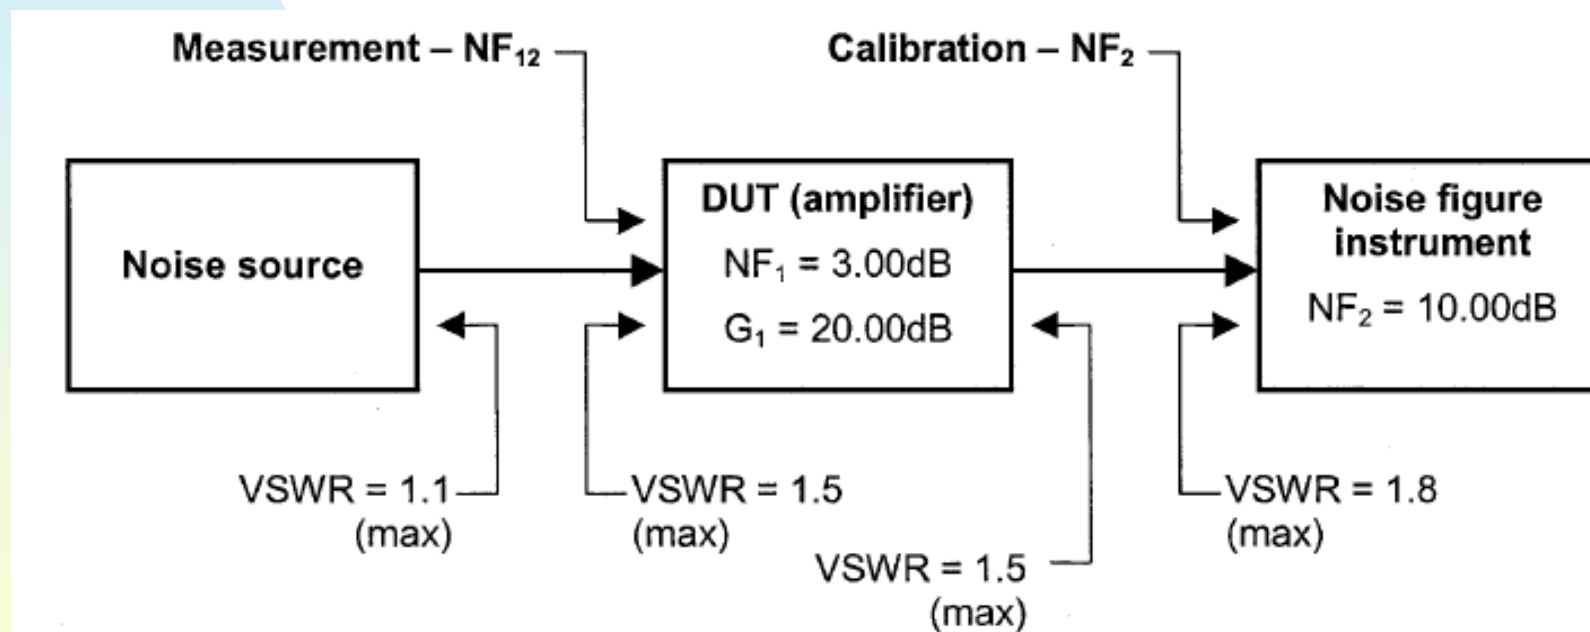 Measurement – NF₁₂
Calibration – NF₂
Noise source
DUT (amplifier)
NF₁ = 3.00dB
G₁ = 20.00dB
Noise figure
instrument
NF₂ = 10.00dB
VSWR = 1.1
(max)
VSWR = 1.5
(max)
VSWR = 1.5
(max)
VSWR = 1.8
(max)